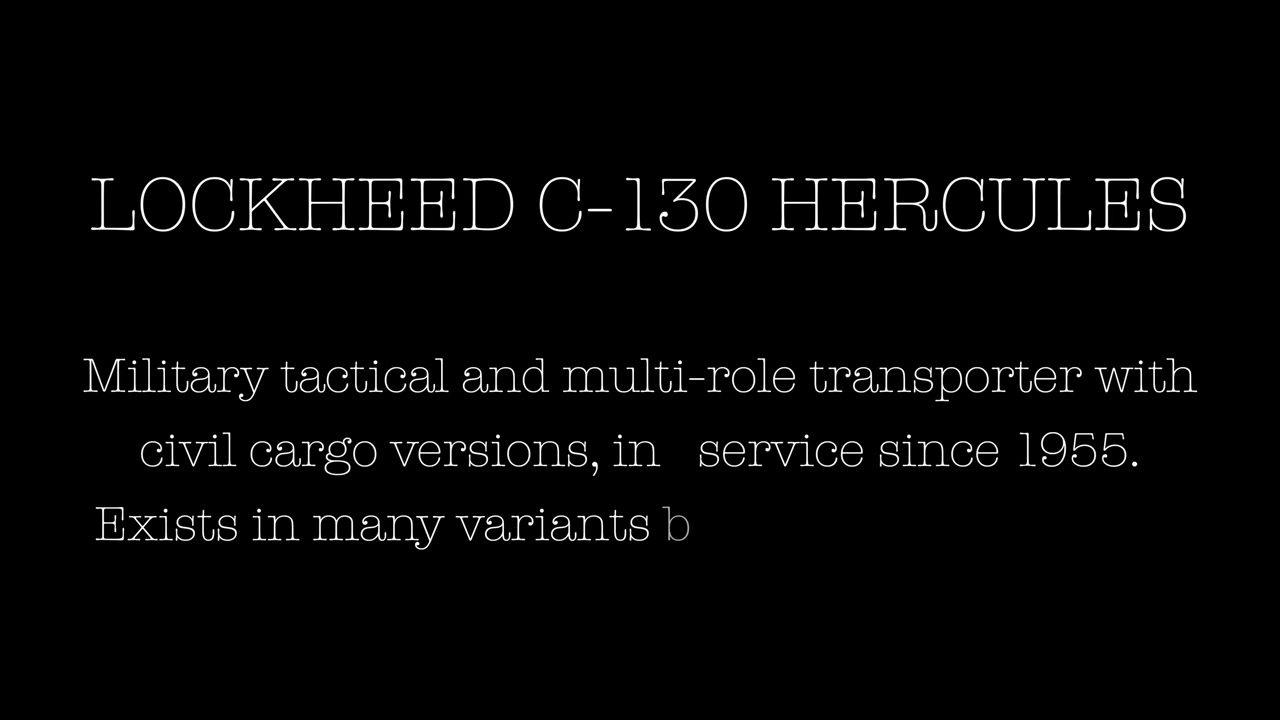 LOCKHEED C-130 HERCULES
Military tactical and multi-role transporter with
civil cargo versions, in service since 1955.
Exists in many variants b